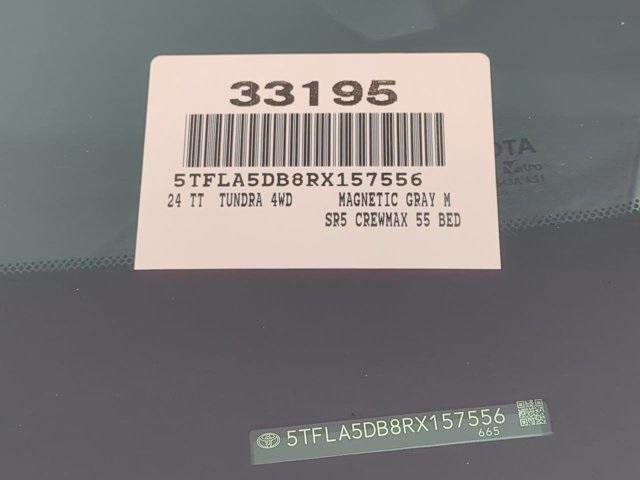 33195
5TFLA5DB8RX157556
24 TT TUNDRA 4WD MAGNETIC GRAY M
SR5 CREWMAX 55 BED
5TFLA5DB8RX157556
665